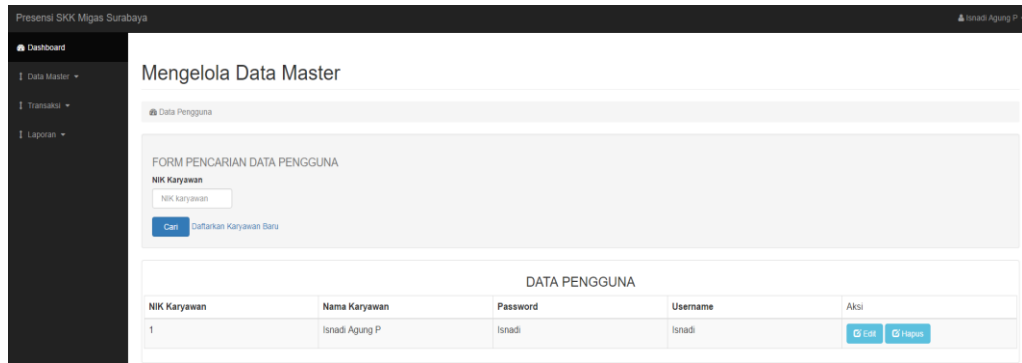 Presensi SKK Migas Surabaya
Isnadi Agung P
Dashboard
Data Master
Transaksi
Laporan
Mengelola Data Master
Data Pengguna
FORM PENCARIAN DATA PENGGUNA
NIK Karyawan
NIK karyawan
Cari Daftarkan Karyawan Baru
DATA PENGGUNA
NIK Karyawan Nama Karyawan Password Username Aksi
1 Isnadi Agung P Isnadi Isnadi Edit Hapus